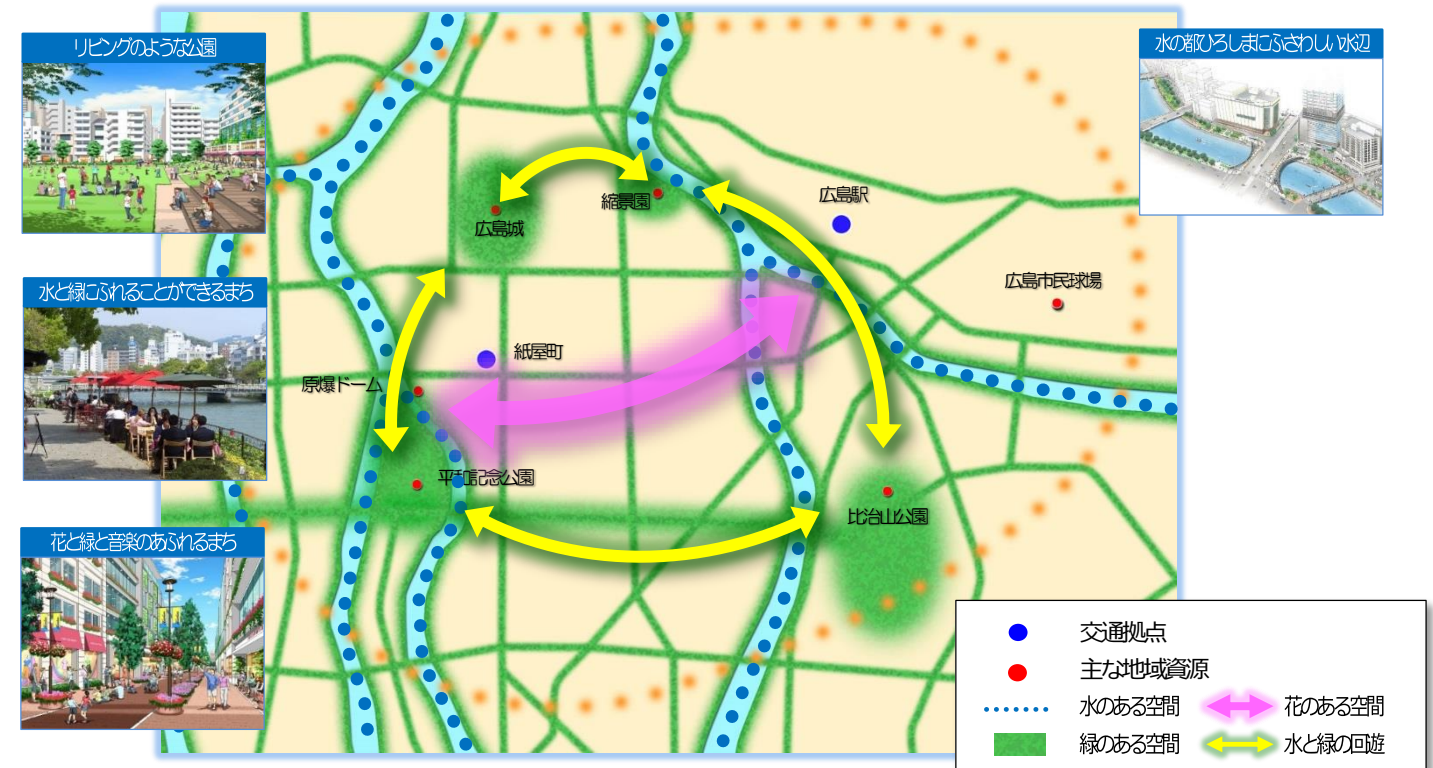 リビングのような公園
水の都ひろしまにふさわしい水辺
広島駅
縮景園
広島城
広島市民球場
水と緑にふれることができるまち
紙屋町
原爆ドーム
平和記念公園
比治山公園
花と緑と音楽のあふれるまち
交通拠点
主な地域資源
水のある空間
花のある空間
緑のある空間
水と緑の回遊